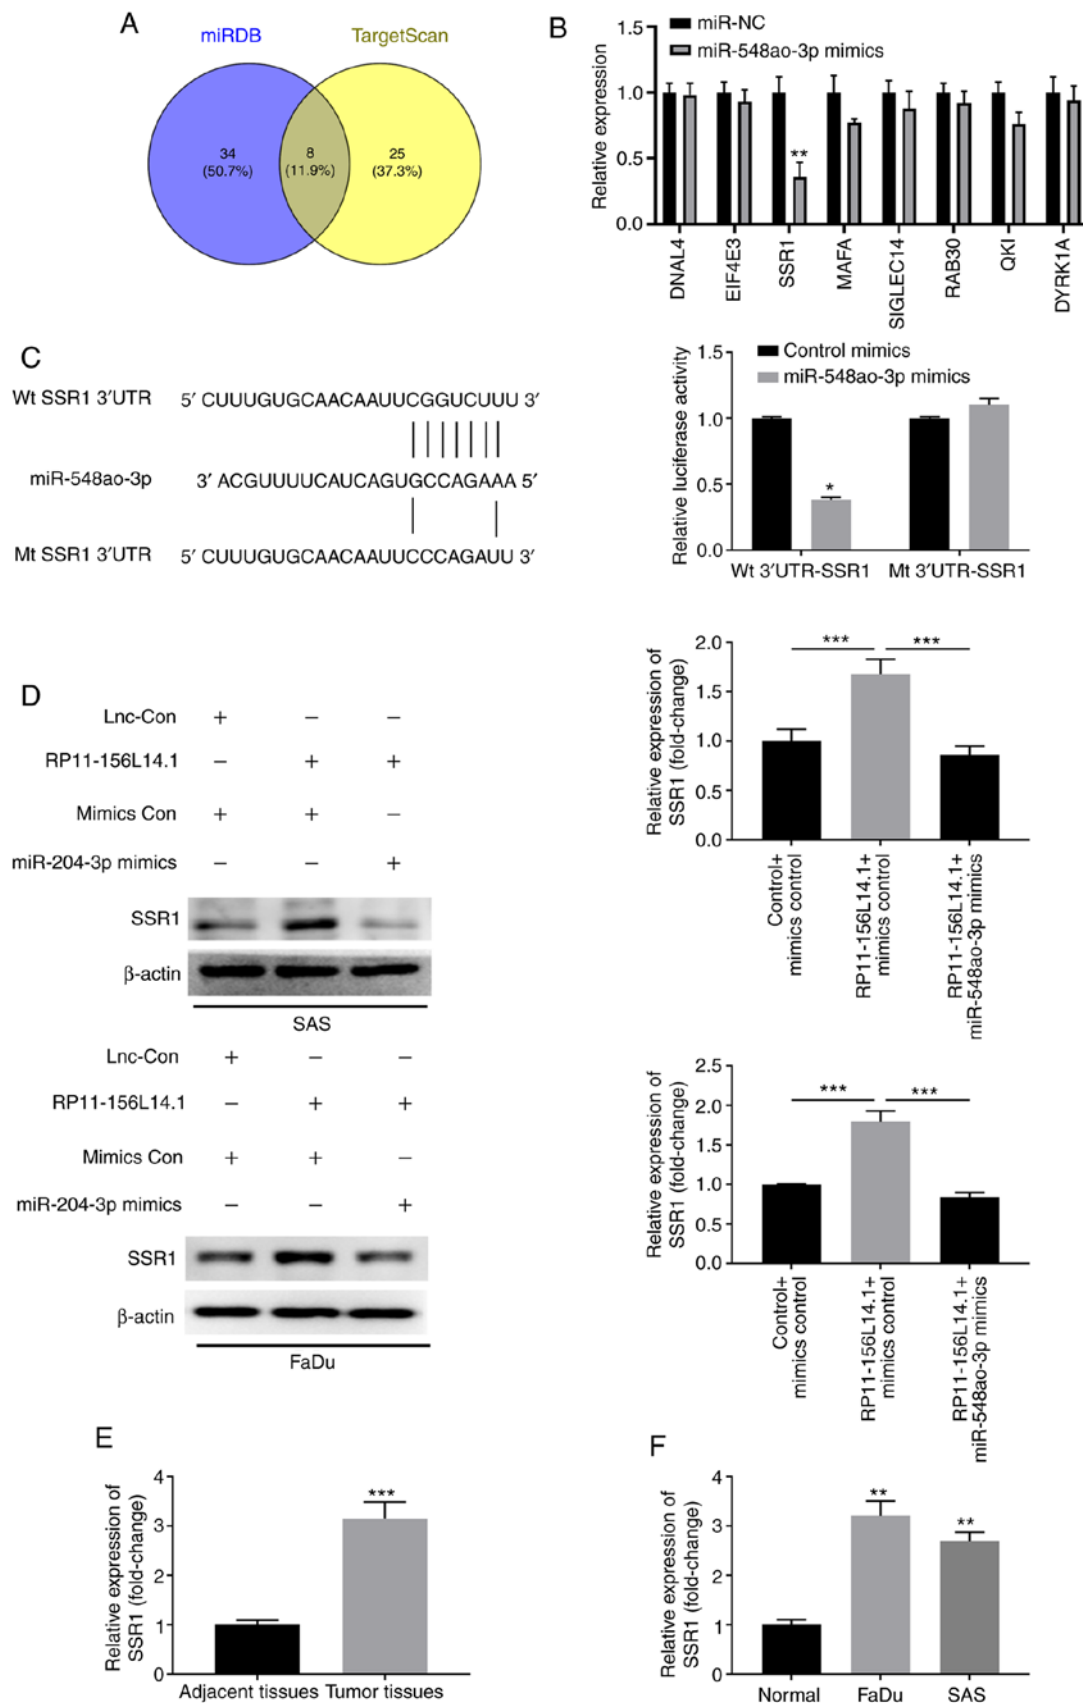 A
miRDB
TargetScan
34
(50.7%)
8
(11.9%)
25
(37.3%)
B
miR-NC
miR-548ao-3p mimics
Relative expression
1.5
1.0
0.5
0.0
DNAL4
EIF4E3
SSR1
MAFA
SIGLEC14
RAB30
QKI
DYRK1A
**
C
Wt SSR1 3′UTR 5′ CUUUGUGCAACAAUUCGGUCUUU 3′
miR-548ao-3p 3′ ACGUUUUCAUCAGUGCCAGAAA 5′
Mt SSR1 3′UTR 5′ CUUUGUGCAACAAUUCCCAGAUU 3′
Control mimics
miR-548ao-3p mimics
Relative luciferase activity
1.5
1.0
0.5
0.0
*
Wt 3′UTR-SSR1
Mt 3′UTR-SSR1
D
Lnc-Con + − −
RP11-156L14.1 − + +
Mimics Con + + −
miR-204-3p mimics − − +
SSR1
β-actin
SAS
Relative expression of
SSR1 (fold-change)
2.0
1.5
1.0
0.5
0.0
*** ***
Control+
mimics control
RP11-156L14.1+
mimics control
RP11-156L14.1+
miR-548ao-3p mimics
Lnc-Con + − −
RP11-156L14.1 − + +
Mimics Con + + −
miR-204-3p mimics − − +
SSR1
β-actin
FaDu
Relative expression of
SSR1 (fold-change)
2.5
2.0
1.5
1.0
0.5
0.0
*** ***
Control+
mimics control
RP11-156L14.1+
mimics control
RP11-156L14.1+
miR-548ao-3p mimics
E
Relative expression of
SSR1 (fold-change)
4
3
2
1
0
***
Adjacent tissues Tumor tissues
F
Relative expression of
SSR1 (fold-change)
4
3
2
1
0
**
**
Normal FaDu SAS